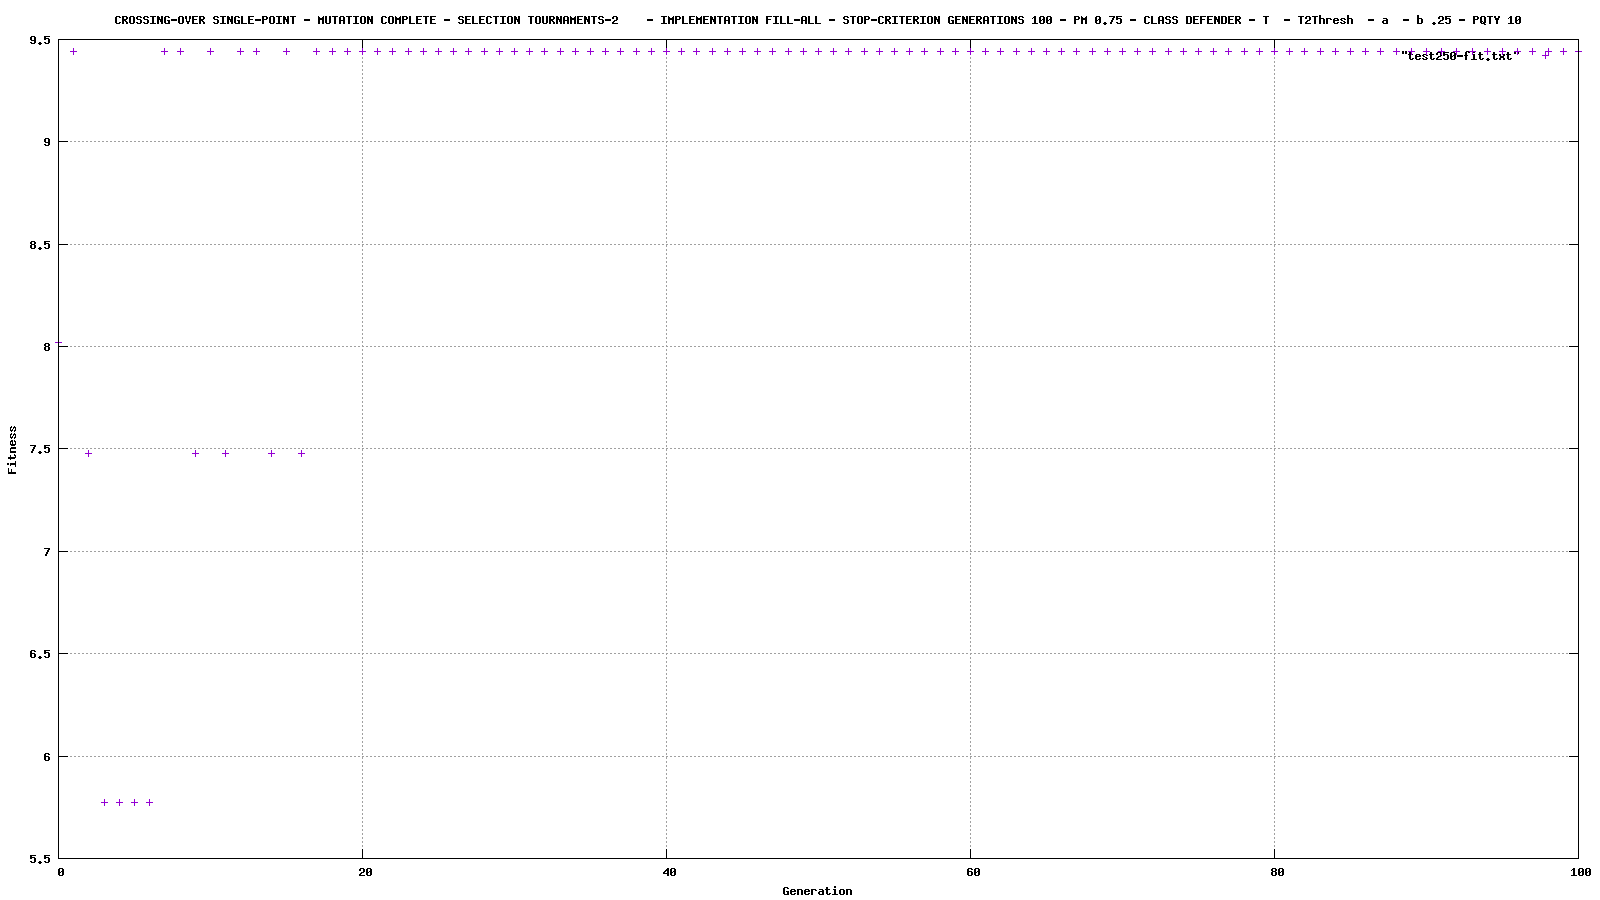 CROSSING-OVER SINGLE-POINT - MUTATION COMPLETE - SELECTION TOURNAMENTS-2 - IMPLEMENTATION FILL-ALL - STOP-CRITERION GENERATIONS 100 - PM 0.75 - CLASS DEFENDER - T - T2Thresh - a - b .25 - PQTY 10
9.5
"test250-fit.txt"
9
8.5
8
7.5
Fitness
7
6.5
6
5.5
0 20 40 60 80 100
Generation